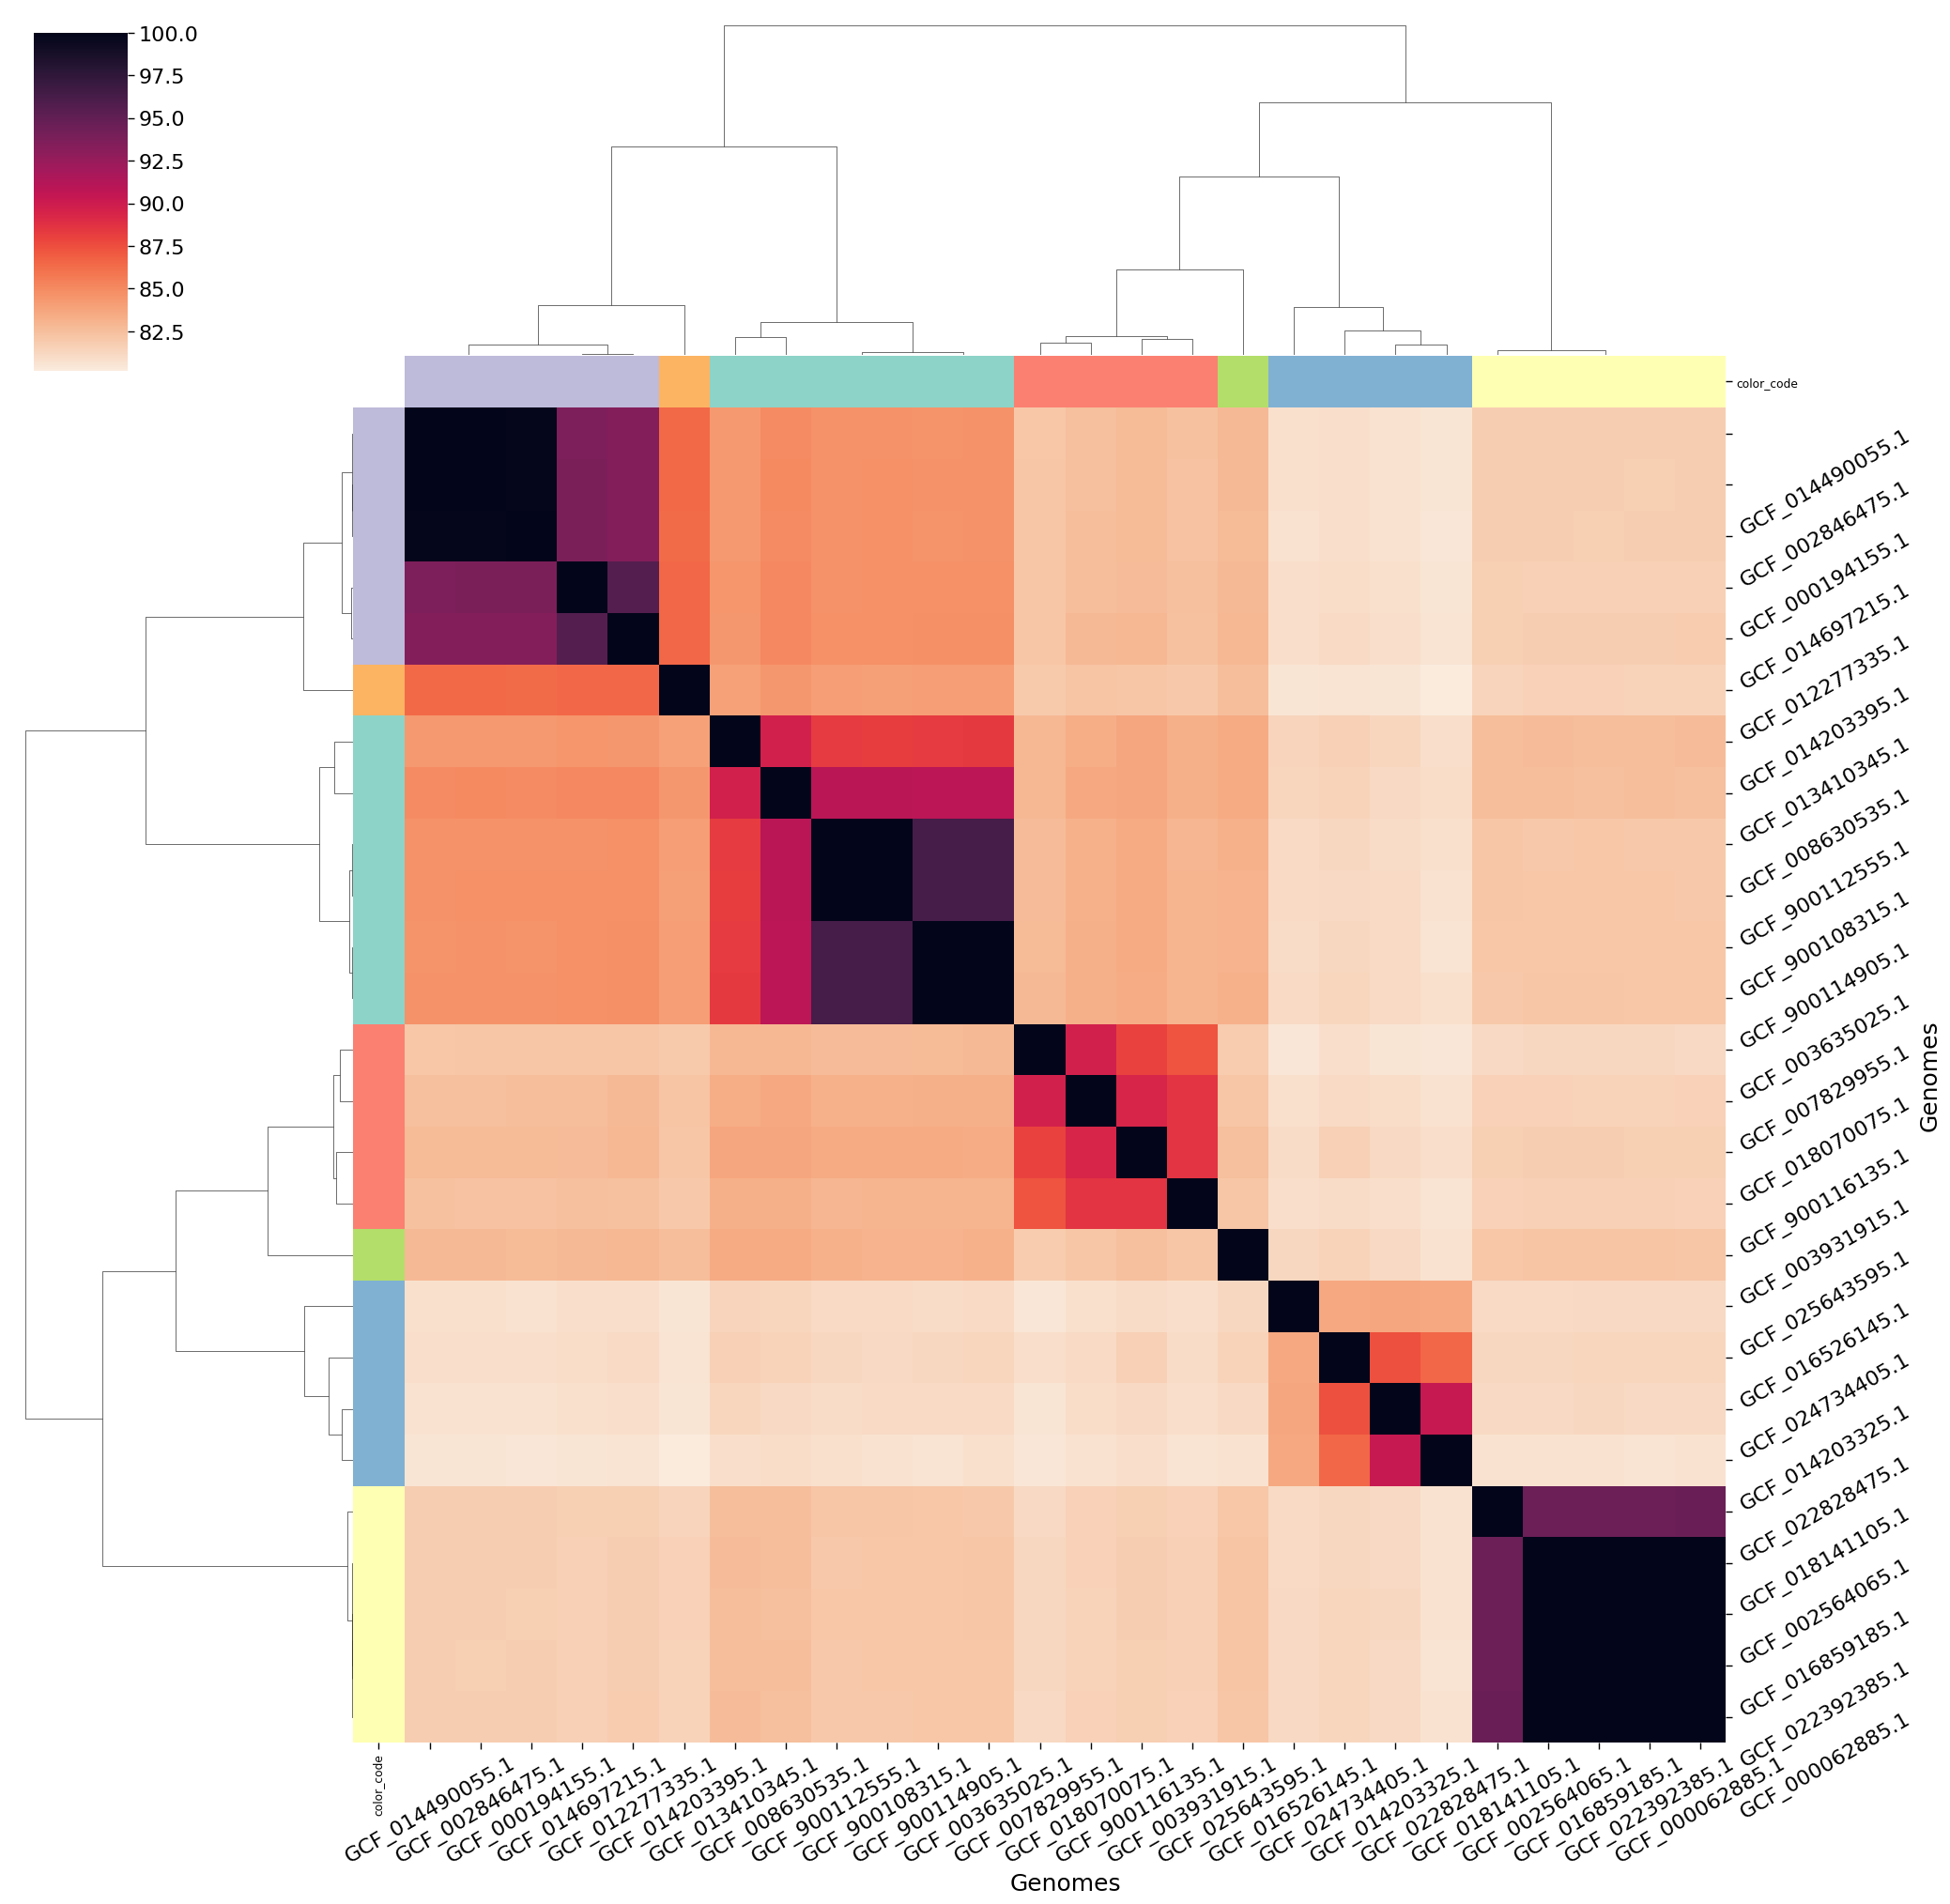 100.0
97.5
95.0
92.5
90.0
87.5
85.0
82.5
color_code
GCF_014490055.1
GCF_002846475.1
GCF_000194155.1
GCF_014697215.1
GCF_012277335.1
GCF_014203395.1
GCF_013410345.1
GCF_008630535.1
GCF_900112555.1
GCF_900108315.1
GCF_900114905.1
GCF_003635025.1
GCF_007829955.1
GCF_018070075.1
GCF_900116135.1
GCF_003931915.1
GCF_025643595.1
GCF_016526145.1
GCF_024734405.1
GCF_014203325.1
GCF_022828475.1
GCF_018141105.1
GCF_002564065.1
GCF_016859185.1
GCF_022392385.1
GCF_000062885.1
Genomes
color_code
GCF_014490055.1
GCF_002846475.1
GCF_000194155.1
GCF_014697215.1
GCF_012277335.1
GCF_014203395.1
GCF_013410345.1
GCF_008630535.1
GCF_900112555.1
GCF_900108315.1
GCF_900114905.1
GCF_003635025.1
GCF_007829955.1
GCF_018070075.1
GCF_900116135.1
GCF_003931915.1
GCF_025643595.1
GCF_016526145.1
GCF_024734405.1
GCF_014203325.1
GCF_022828475.1
GCF_018141105.1
GCF_002564065.1
GCF_016859185.1
GCF_022392385.1
GCF_000062885.1
Genomes